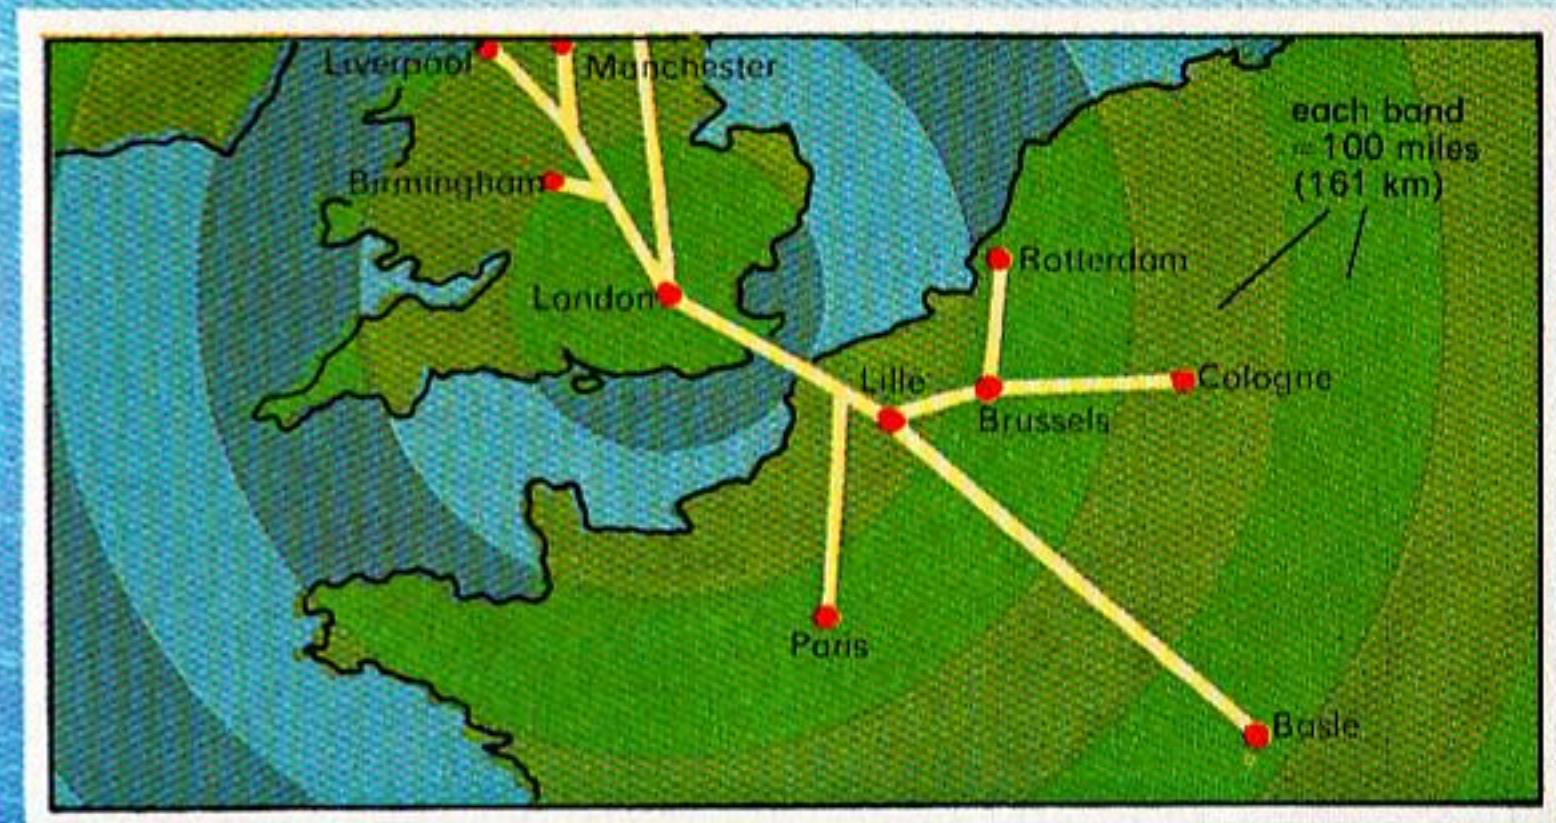 Liverpool
Manchester
each band
= 100 miles
(161 km)
Birmingham
Rotterdam
London
Lille
Cologne
Brussels
Paris
Basle